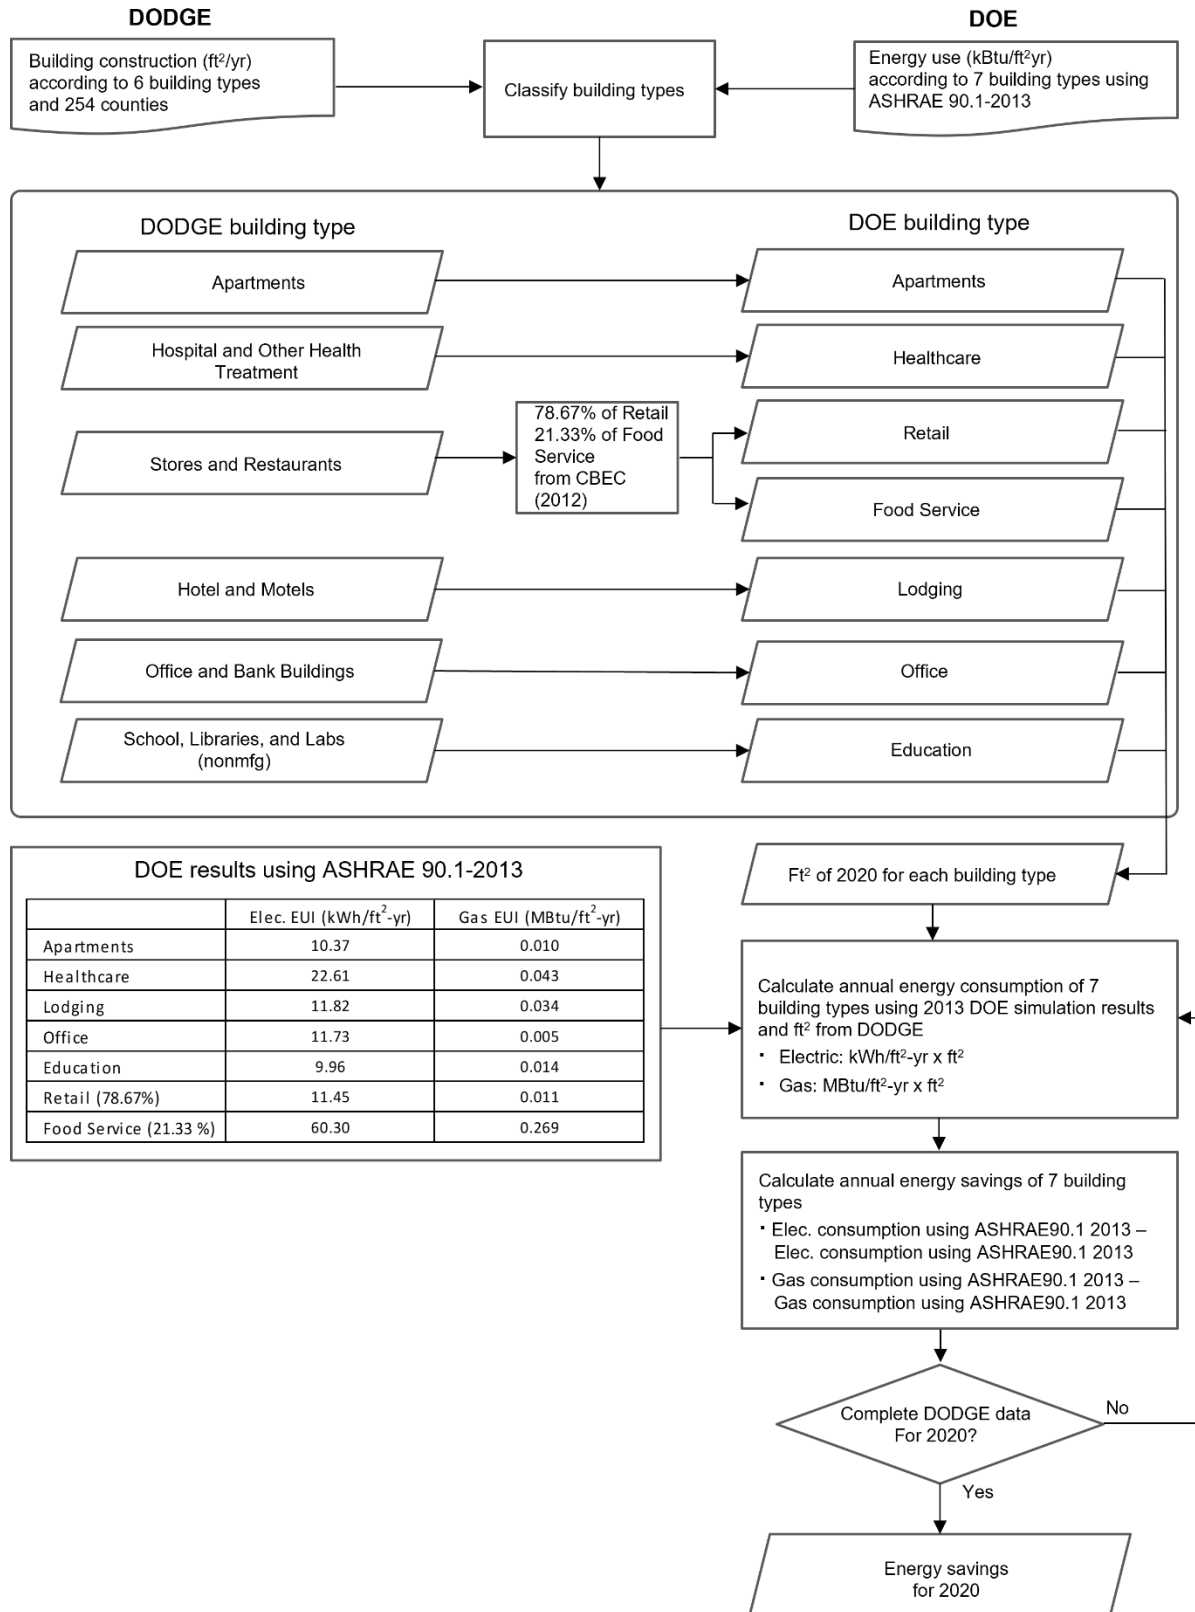 DODGE
DOE
Building construction (ft²/yr)
according to 6 building types
and 254 counties
Classify building types
Energy use (kBtu/ft²yr)
according to 7 building types using
ASHRAE 90.1-2013
DODGE building type
DOE building type
Apartments
Apartments
Hospital and Other Health
Treatment
Healthcare
Stores and Restaurants
78.67% of Retail
21.33% of Food
Service
from CBEC
(2012)
Retail
Food Service
Hotel and Motels
Lodging
Office and Bank Buildings
Office
School, Libraries, and Labs
(nonmfg)
Education
DOE results using ASHRAE 90.1-2013
Elec. EUI (kWh/ft²-yr) Gas EUI (MBtu/ft²-yr)
Apartments 10.37 0.010
Healthcare 22.61 0.043
Lodging 11.82 0.034
Office 11.73 0.005
Education 9.96 0.014
Retail (78.67%) 11.45 0.011
Food Service (21.33 %) 60.30 0.269
Ft² of 2020 for each building type
Calculate annual energy consumption of 7
building types using 2013 DOE simulation results
and ft² from DODGE
· Electric: kWh/ft²-yr x ft²
· Gas: MBtu/ft²-yr x ft²
Calculate annual energy savings of 7 building
types
· Elec. consumption using ASHRAE90.1 2013 –
Elec. consumption using ASHRAE90.1 2013
· Gas consumption using ASHRAE90.1 2013 –
Gas consumption using ASHRAE90.1 2013
Complete DODGE data
For 2020?
No
Yes
Energy savings
for 2020